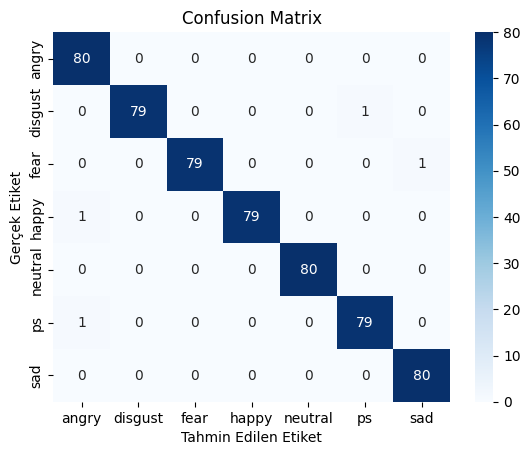 Confusion Matrix
Gerçek Etiket
angry 80 0 0 0 0 0 0
disgust 0 79 0 0 0 1 0
fear 0 0 79 0 0 0 1
happy 1 0 0 79 0 0 0
neutral 0 0 0 0 80 0 0
ps 1 0 0 0 0 79 0
sad 0 0 0 0 0 0 80
angry disgust fear happy neutral ps sad
Tahmin Edilen Etiket
80
70
60
50
40
30
20
10
0